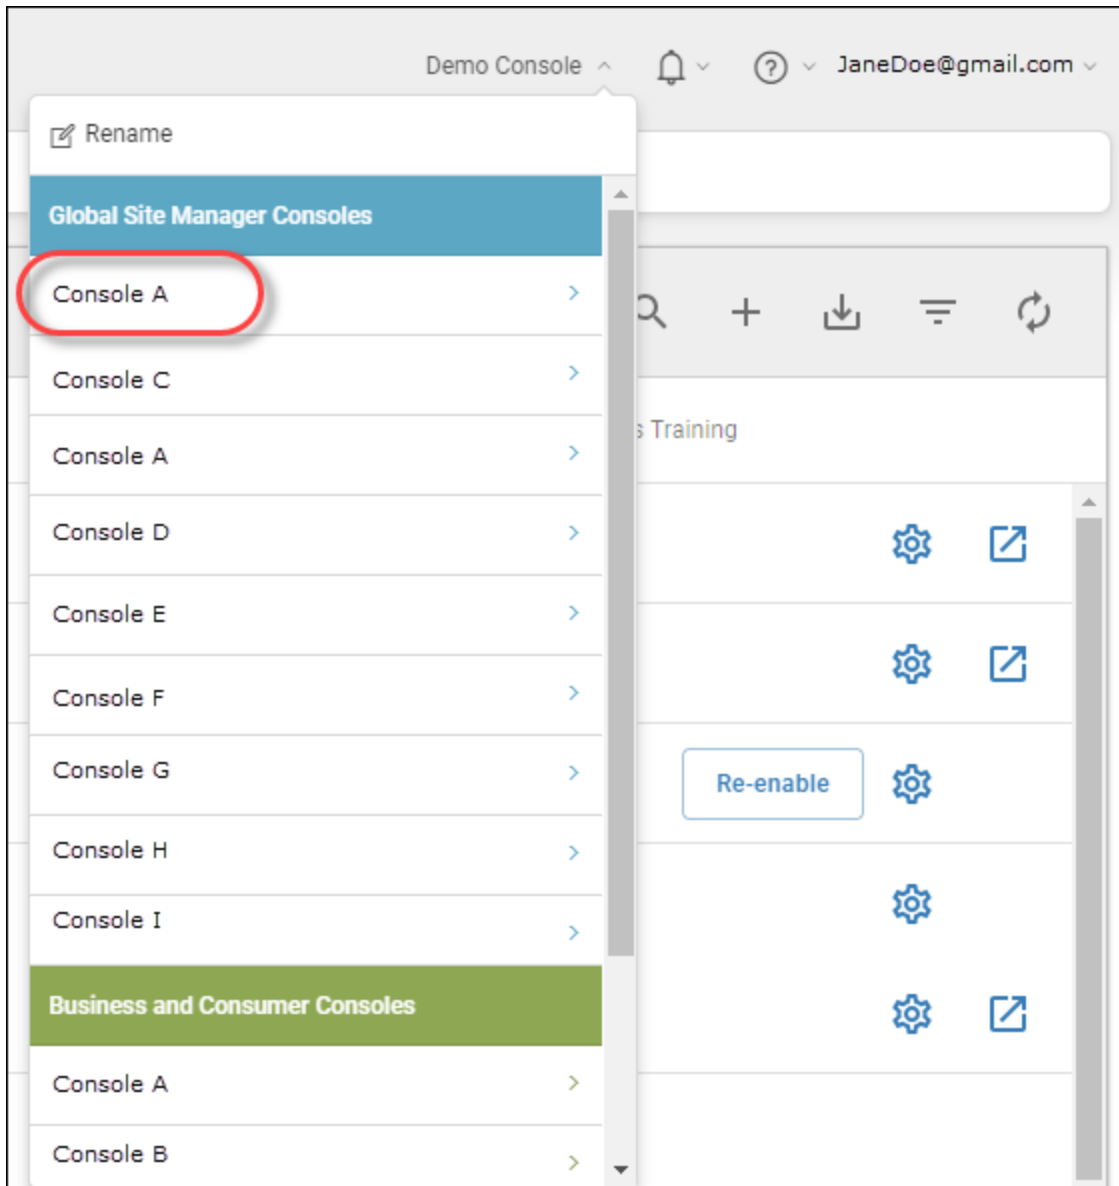 Demo Console
JaneDoe@gmail.com
Rename
Global Site Manager Consoles
Console A
Console C
Console A
Console D
Console E
Console F
Console G
Console H
Console I
Business and Consumer Consoles
Console A
Console B
s Training
Re-enable